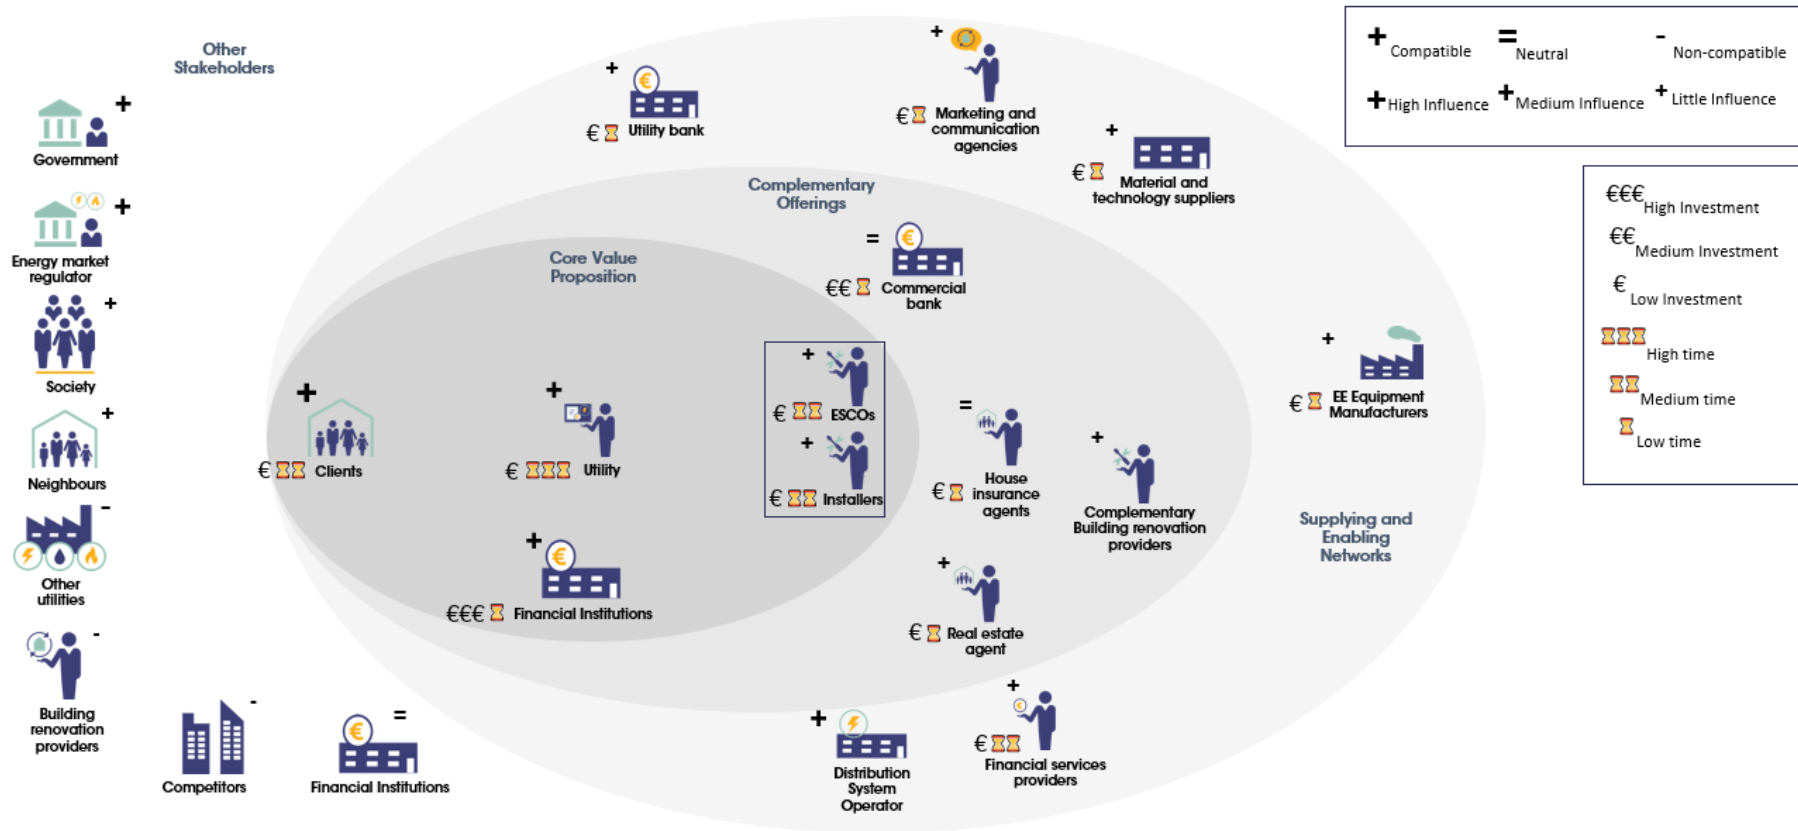 Other
Stakeholders
+
Government
+
Energy market
regulator
+
Society
+
Neighbours
-
Other
utilities
-
Building
renovation
providers
-
Competitors
=
€
Financial Institutions
+
€
€
Utility bank
+
€
Marketing and
communication
agencies
+
€
Material and
technology suppliers
Complementary
Offerings
=
€
€€
Commercial
bank
Core Value
Proposition
+
€
Clients
+
€
Utility
+
€
ESCOs
+
€
Installers
+
€
€€€
Financial Institutions
=
€
House
insurance
agents
+
Complementary
Building renovation
providers
+
€
Real estate
agent
+
€
EE Equipment
Manufacturers
Supplying and
Enabling
Networks
+
Distribution
System
Operator
+
€
€
Financial services
providers
+ Compatible = Neutral - Non-compatible
+ High Influence + Medium Influence + Little Influence
€€€ High Investment
€€ Medium Investment
€ Low Investment
High time
Medium time
Low time